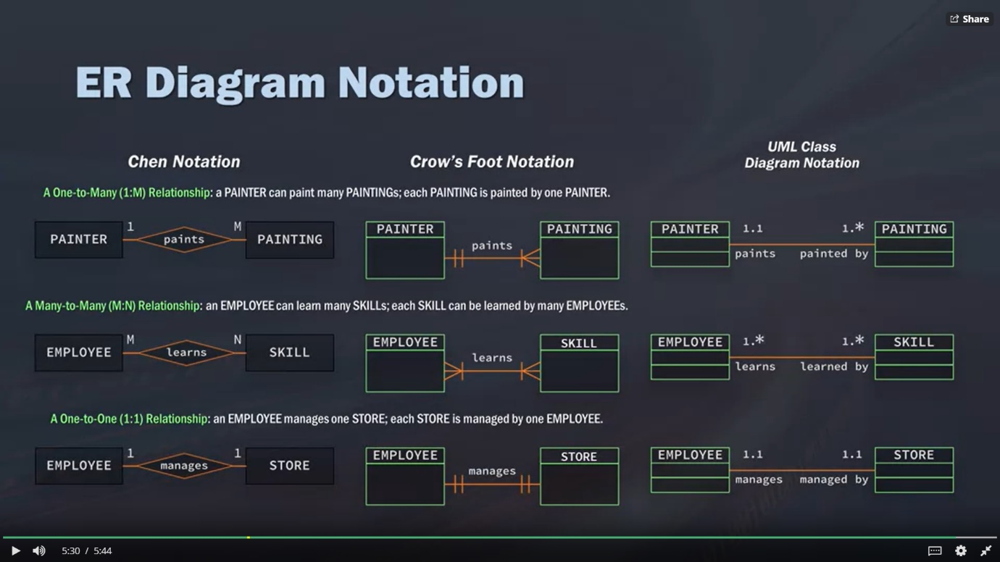 Share
ER Diagram Notation
Chen Notation
Crow's Foot Notation
UML Class
Diagram Notation
A One-to-Many (1:M) Relationship: a PAINTER can paint many PAINTINGs; each PAINTING is painted by one PAINTER.
PAINTER 1 paints M PAINTING
PAINTER paints PAINTING
PAINTER 1.1 1.* PAINTING
paints painted by
A Many-to-Many (M:N) Relationship: an EMPLOYEE can learn many SKILLs; each SKILL can be learned by many EMPLOYEEs.
EMPLOYEE M learns N SKILL
EMPLOYEE learns SKILL
EMPLOYEE 1.* 1.* SKILL
learns learned by
A One-to-One (1:1) Relationship: an EMPLOYEE manages one STORE; each STORE is managed by one EMPLOYEE.
EMPLOYEE 1 manages 1 STORE
EMPLOYEE manages STORE
EMPLOYEE 1.1 1.1 STORE
manages managed by
5:30 / 5:44